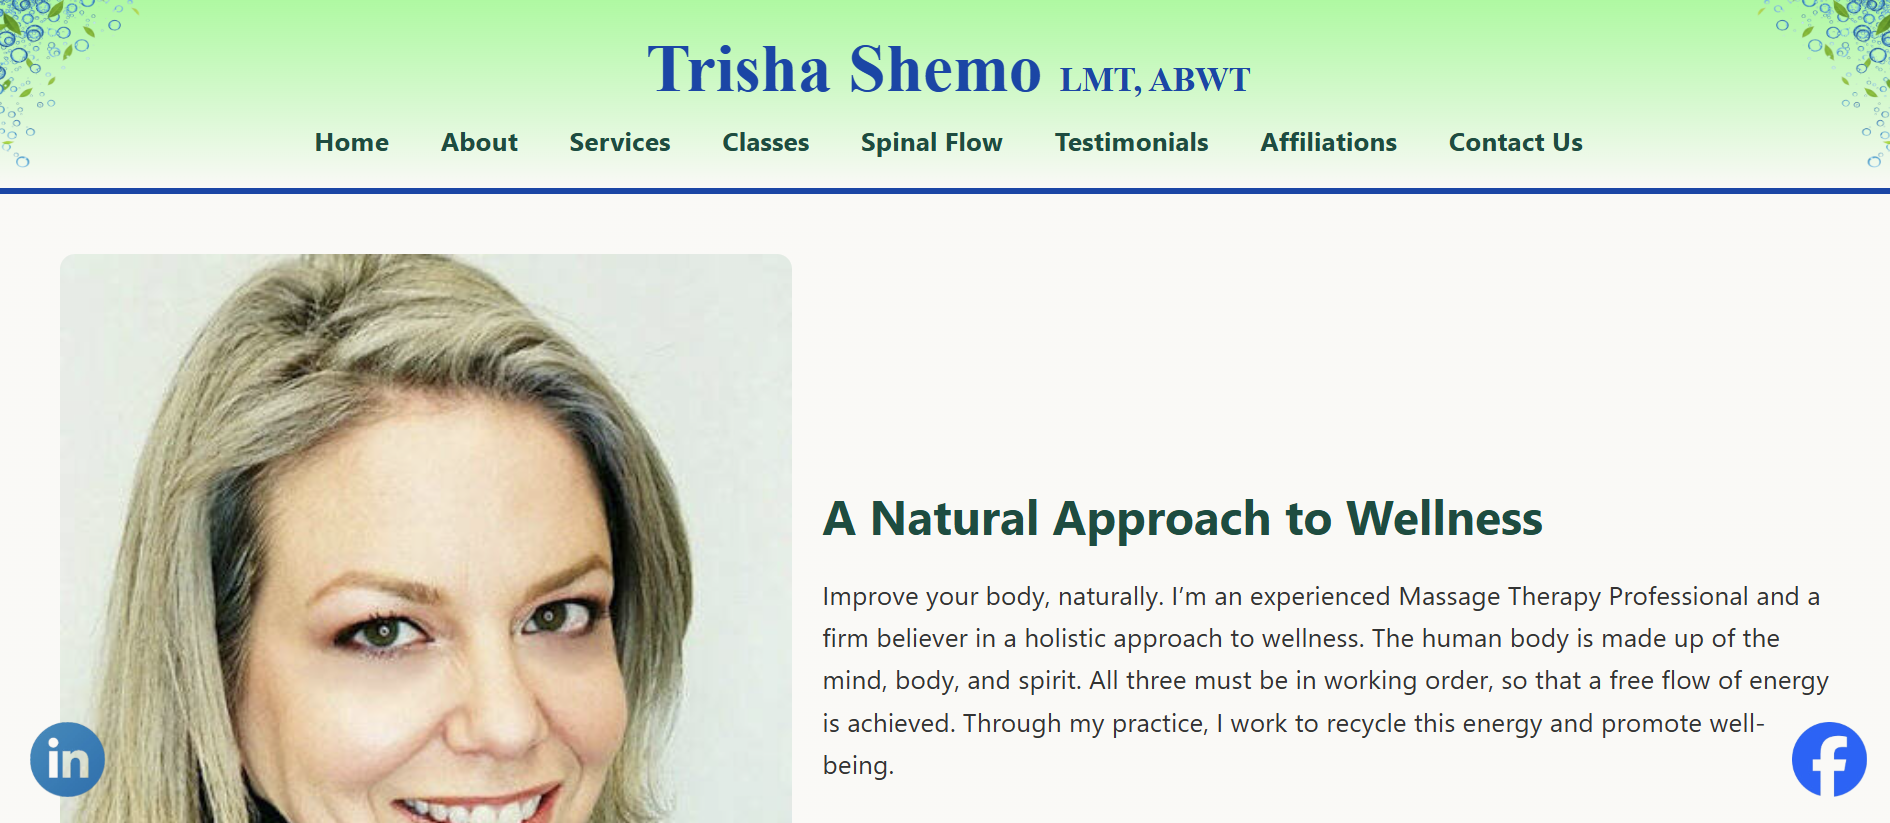 Trisha Shemo LMT, ABWT
Home About Services Classes Spinal Flow Testimonials Affiliations Contact Us
A Natural Approach to Wellness
Improve your body, naturally. I’m an experienced Massage Therapy Professional and a
firm believer in a holistic approach to wellness. The human body is made up of the
mind, body, and spirit. All three must be in working order, so that a free flow of energy
is achieved. Through my practice, I work to recycle this energy and promote well-
being.
in
f